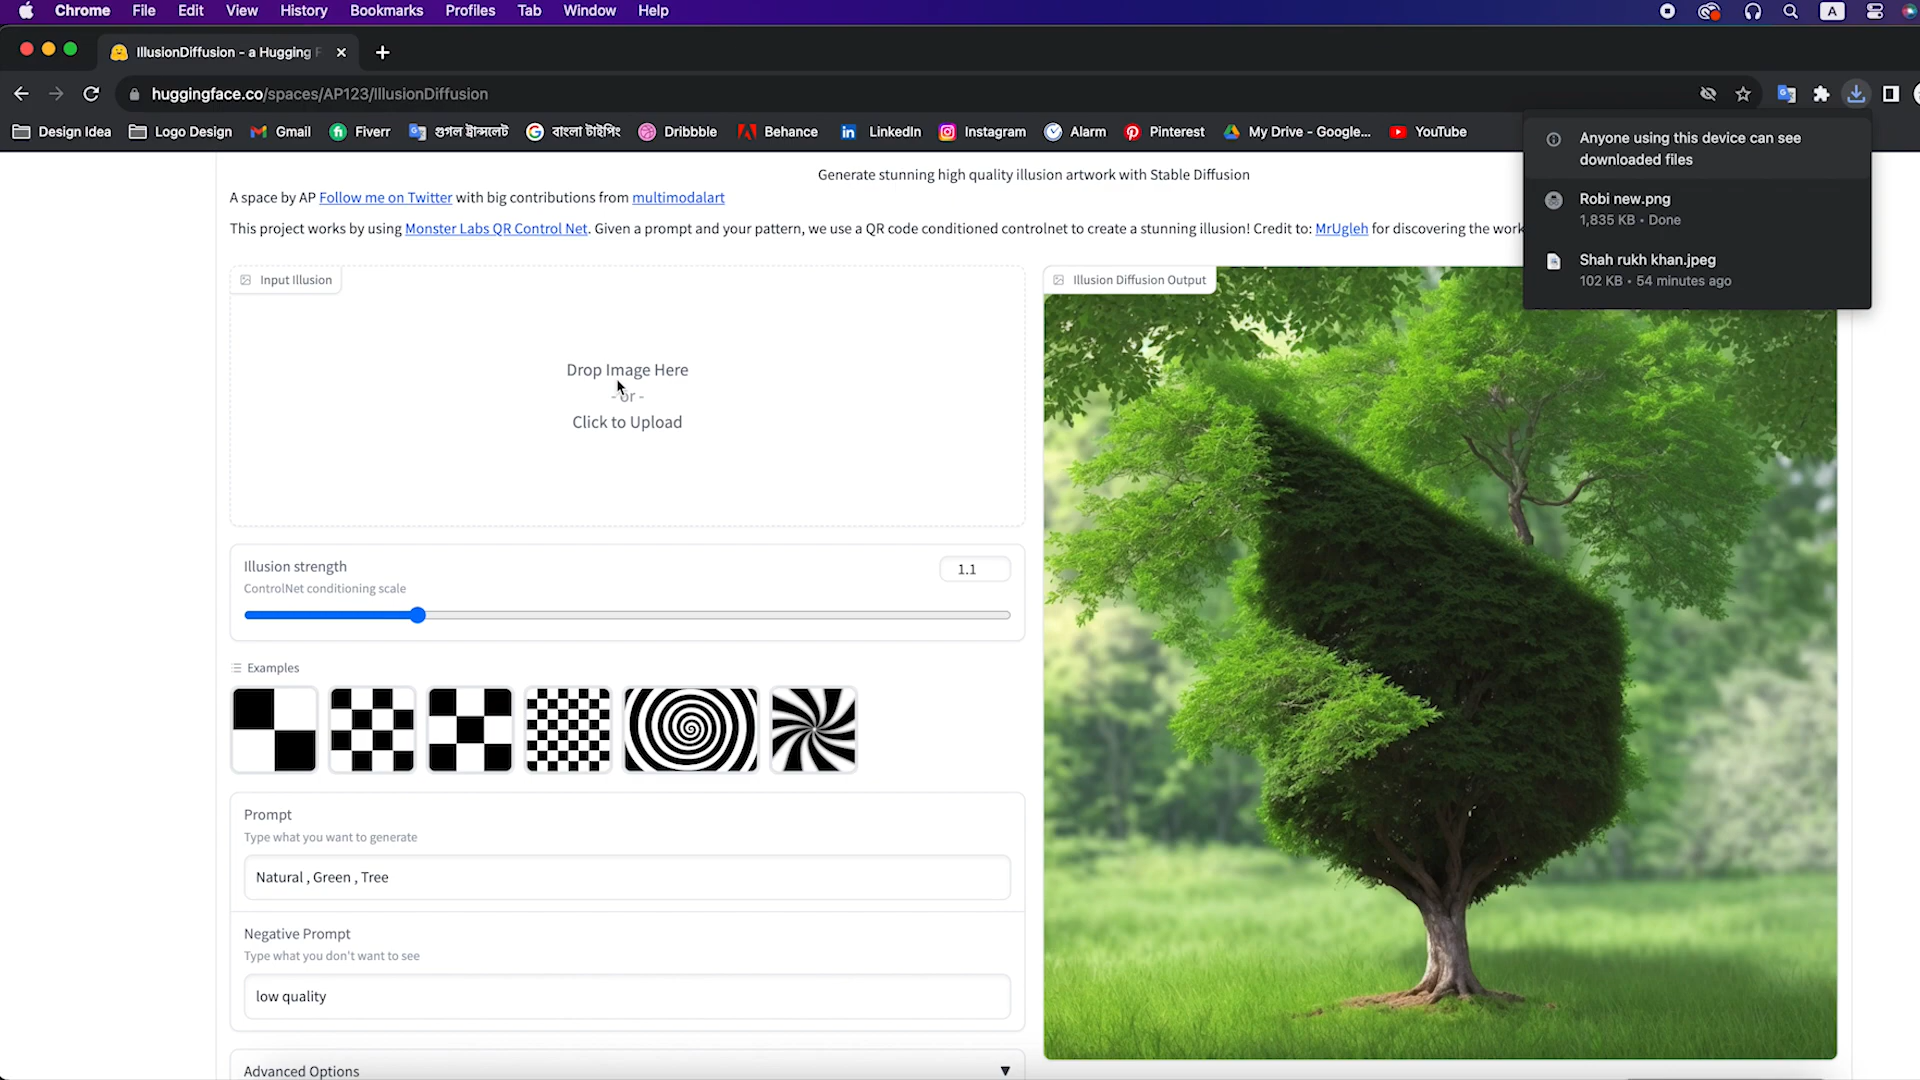 Chrome File Edit View History Bookmarks Profiles Tab Window Help A
IllusionDiffusion - a Hugging F
huggingface.co/spaces/AP123/IllusionDiffusion
Design Idea Logo Design Gmail Fiverr গুগল ট্রান্সলেট বাংলা টাইপিং Dribbble Behance LinkedIn Instagram Alarm Pinterest My Drive - Google... YouTube
Anyone using this device can see
downloaded files
Robi new.png
1,835 KB • Done
Shah rukh khan.jpeg
102 KB • 54 minutes ago
Generate stunning high quality illusion artwork with Stable Diffusion
A space by AP Follow me on Twitter with big contributions from multimodalart
This project works by using Monster Labs QR Control Net. Given a prompt and your pattern, we use a QR code conditioned controlnet to create a stunning illusion! Credit to: MrUgleh for discovering the work
Input Illusion
Drop Image Here
- or -
Click to Upload
Illusion strength
1.1
ControlNet conditioning scale
Examples
Prompt
Type what you want to generate
Natural , Green , Tree
Negative Prompt
Type what you don't want to see
low quality
Advanced Options
Illusion Diffusion Output